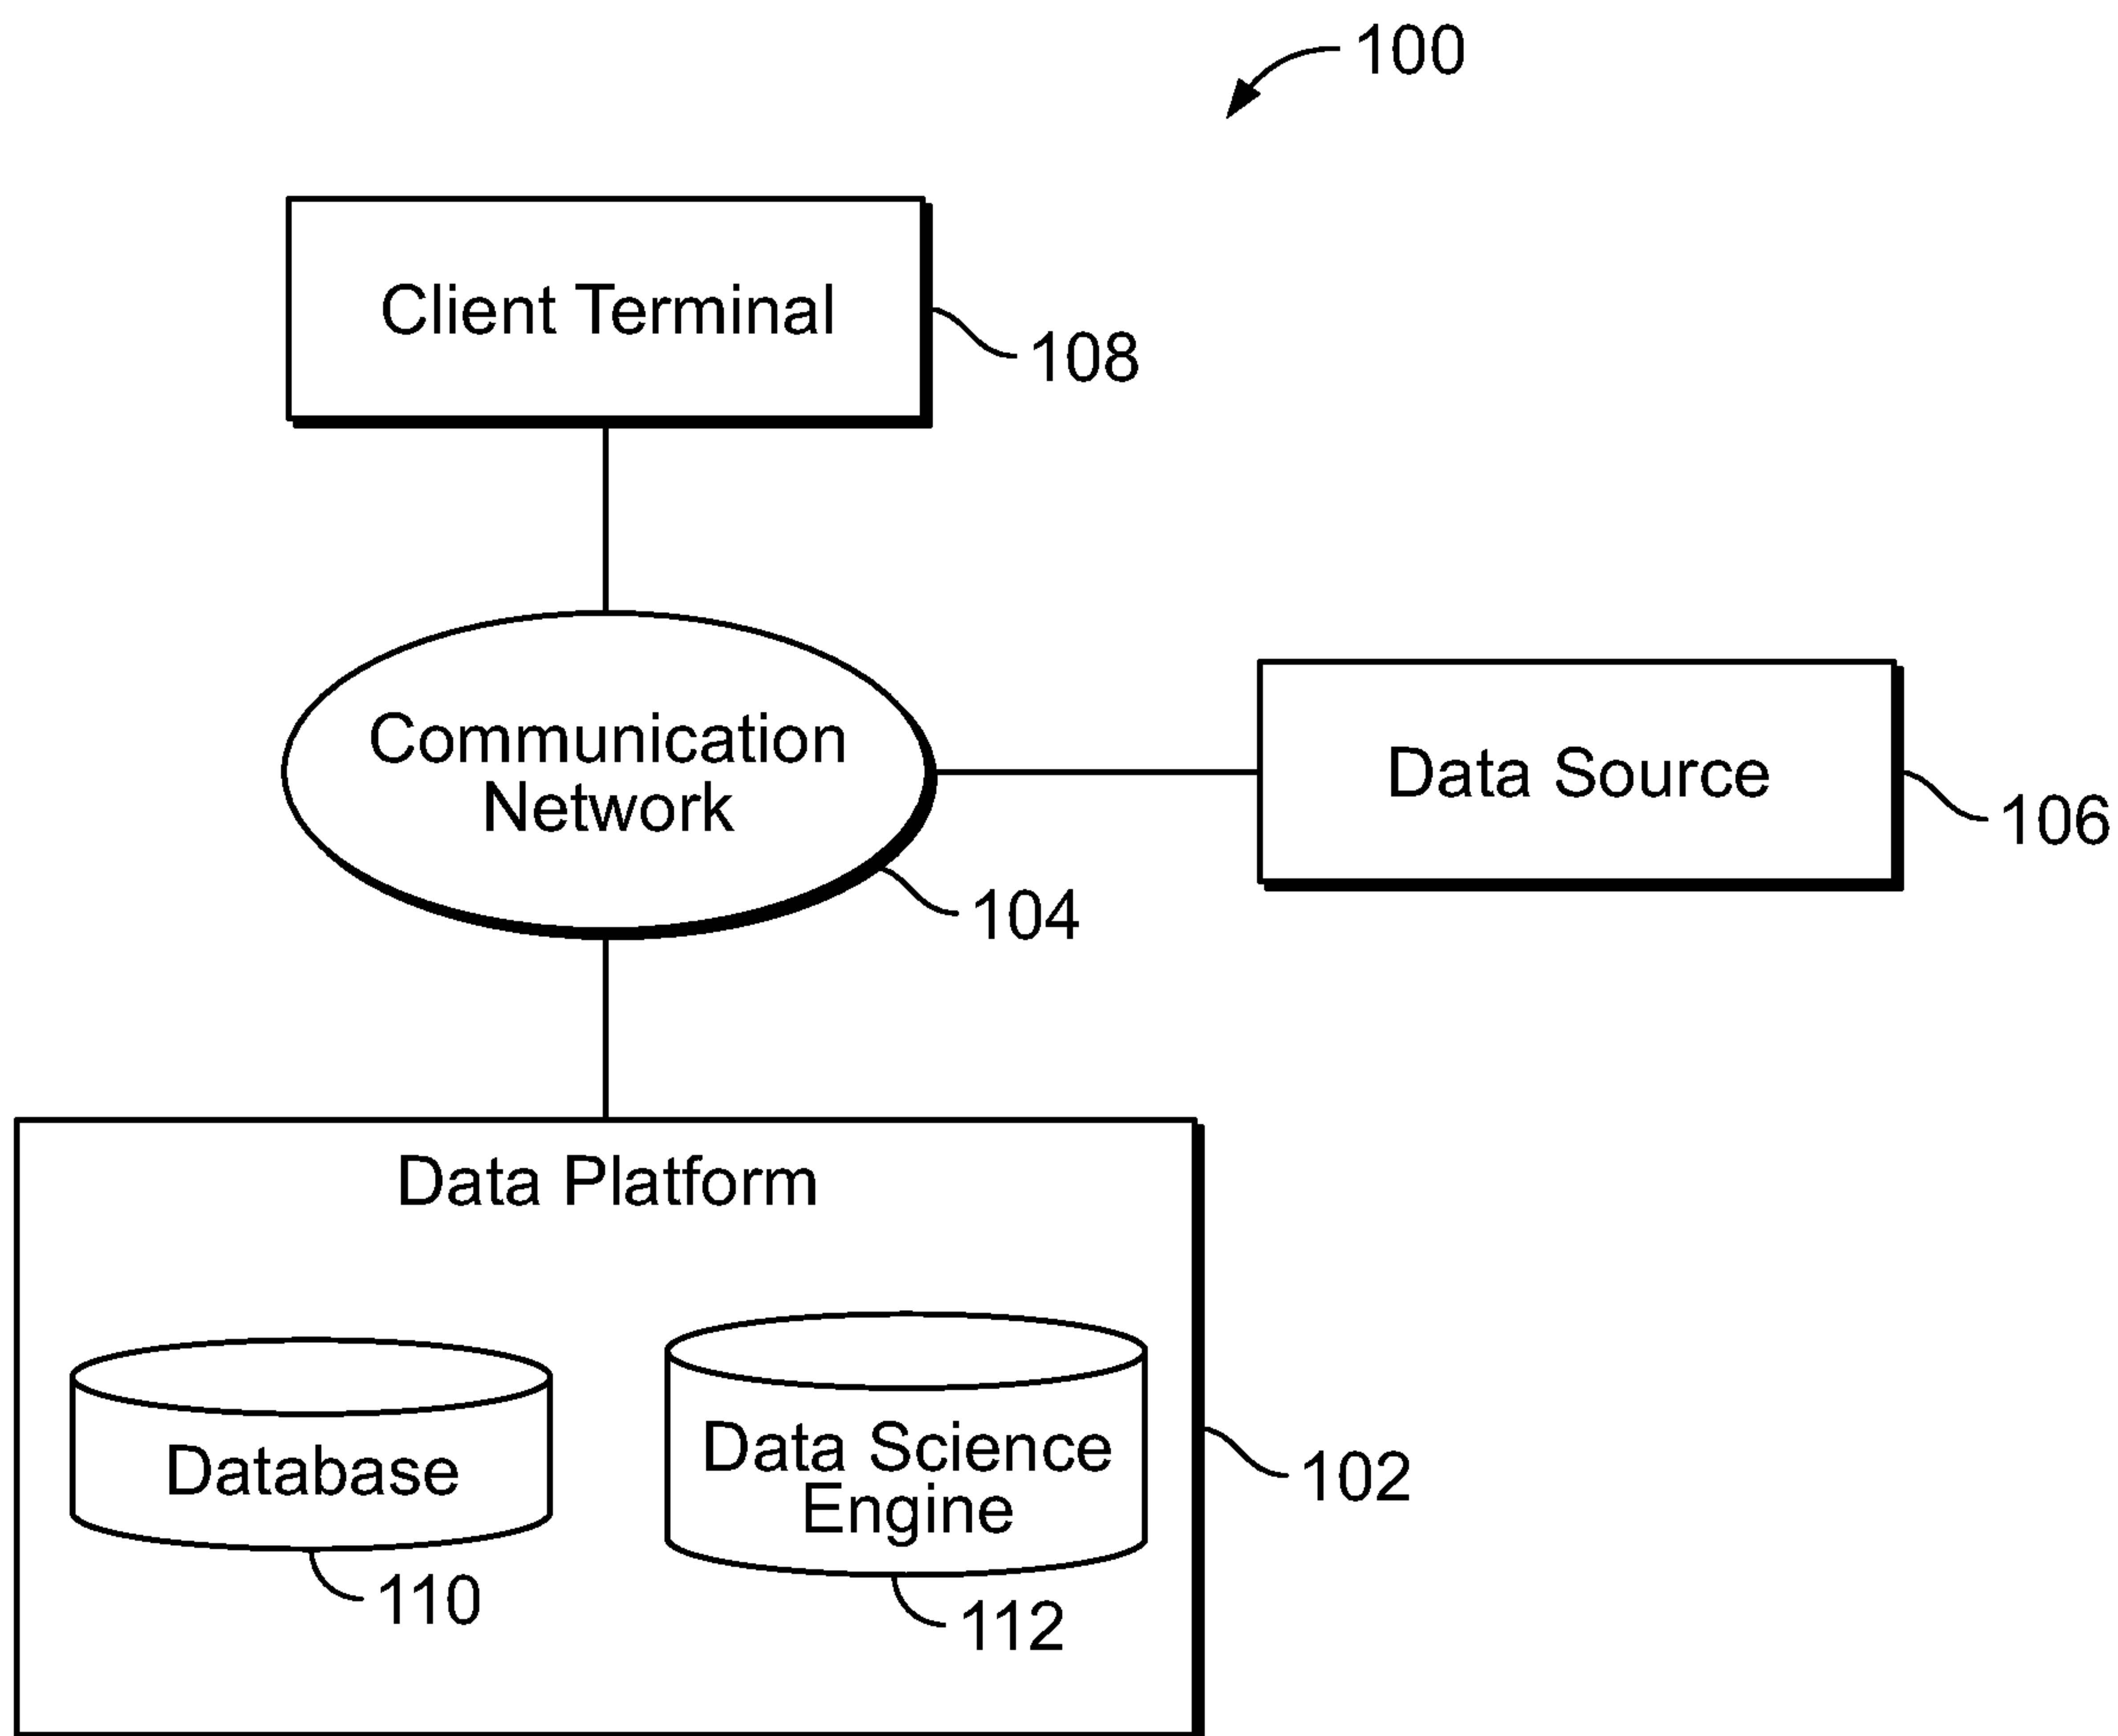 100
Client Terminal
108
Communication
Network
104
Data Source
106
Data Platform
Database
110
Data Science
Engine
112
102